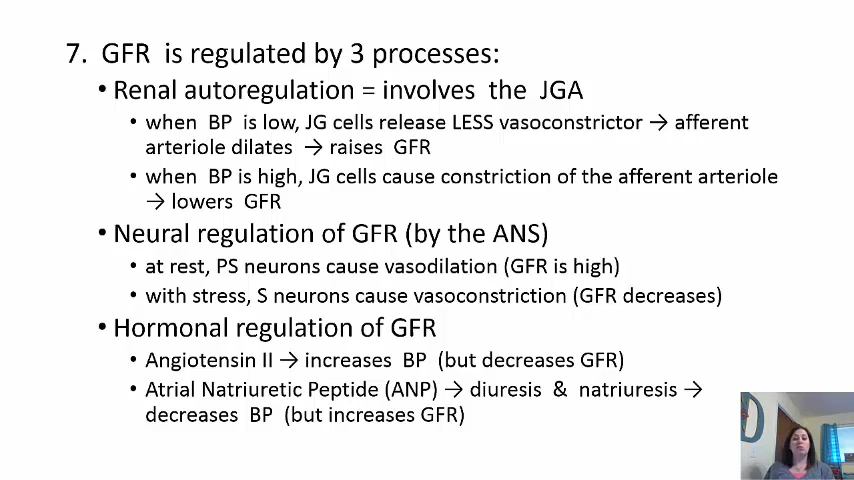 7. GFR is regulated by 3 processes:
• Renal autoregulation = involves the JGA
• when BP is low, JG cells release LESS vasoconstrictor → afferent
arteriole dilates → raises GFR
• when BP is high, JG cells cause constriction of the afferent arteriole
→ lowers GFR
• Neural regulation of GFR (by the ANS)
• at rest, PS neurons cause vasodilation (GFR is high)
• with stress, S neurons cause vasoconstriction (GFR decreases)
• Hormonal regulation of GFR
• Angiotensin II → increases BP (but decreases GFR)
• Atrial Natriuretic Peptide (ANP) → diuresis & natriuresis →
decreases BP (but increases GFR)